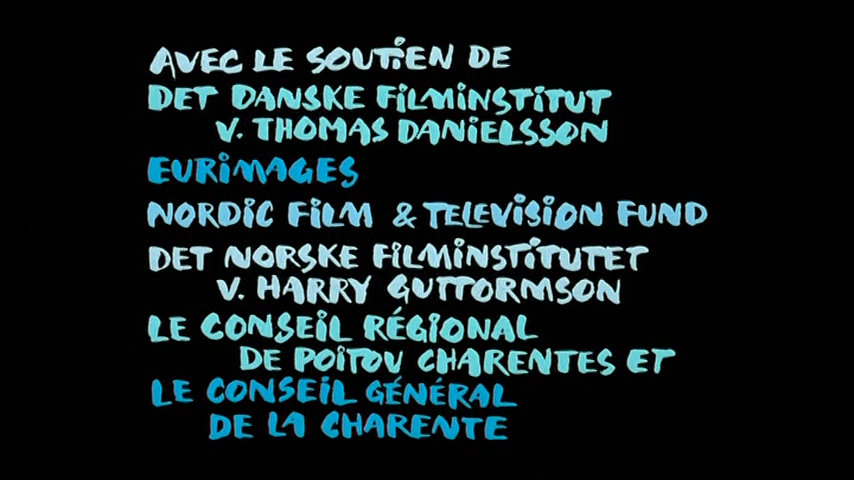 AVEC LE SOUTIEN DE
DET DANSKE FILMINSTITUT
V. THOMAS DANIELSSON
EURIMAGES
NORDIC FILM & TELEVISION FUND
DET NORSKE FILMINSTITUTET
V. HARRY GUTTORMSON
LE CONSEIL RÉGIONAL
DE POITOU CHARENTES ET
LE CONSEIL GÉNÉRAL
DE LA CHARENTE